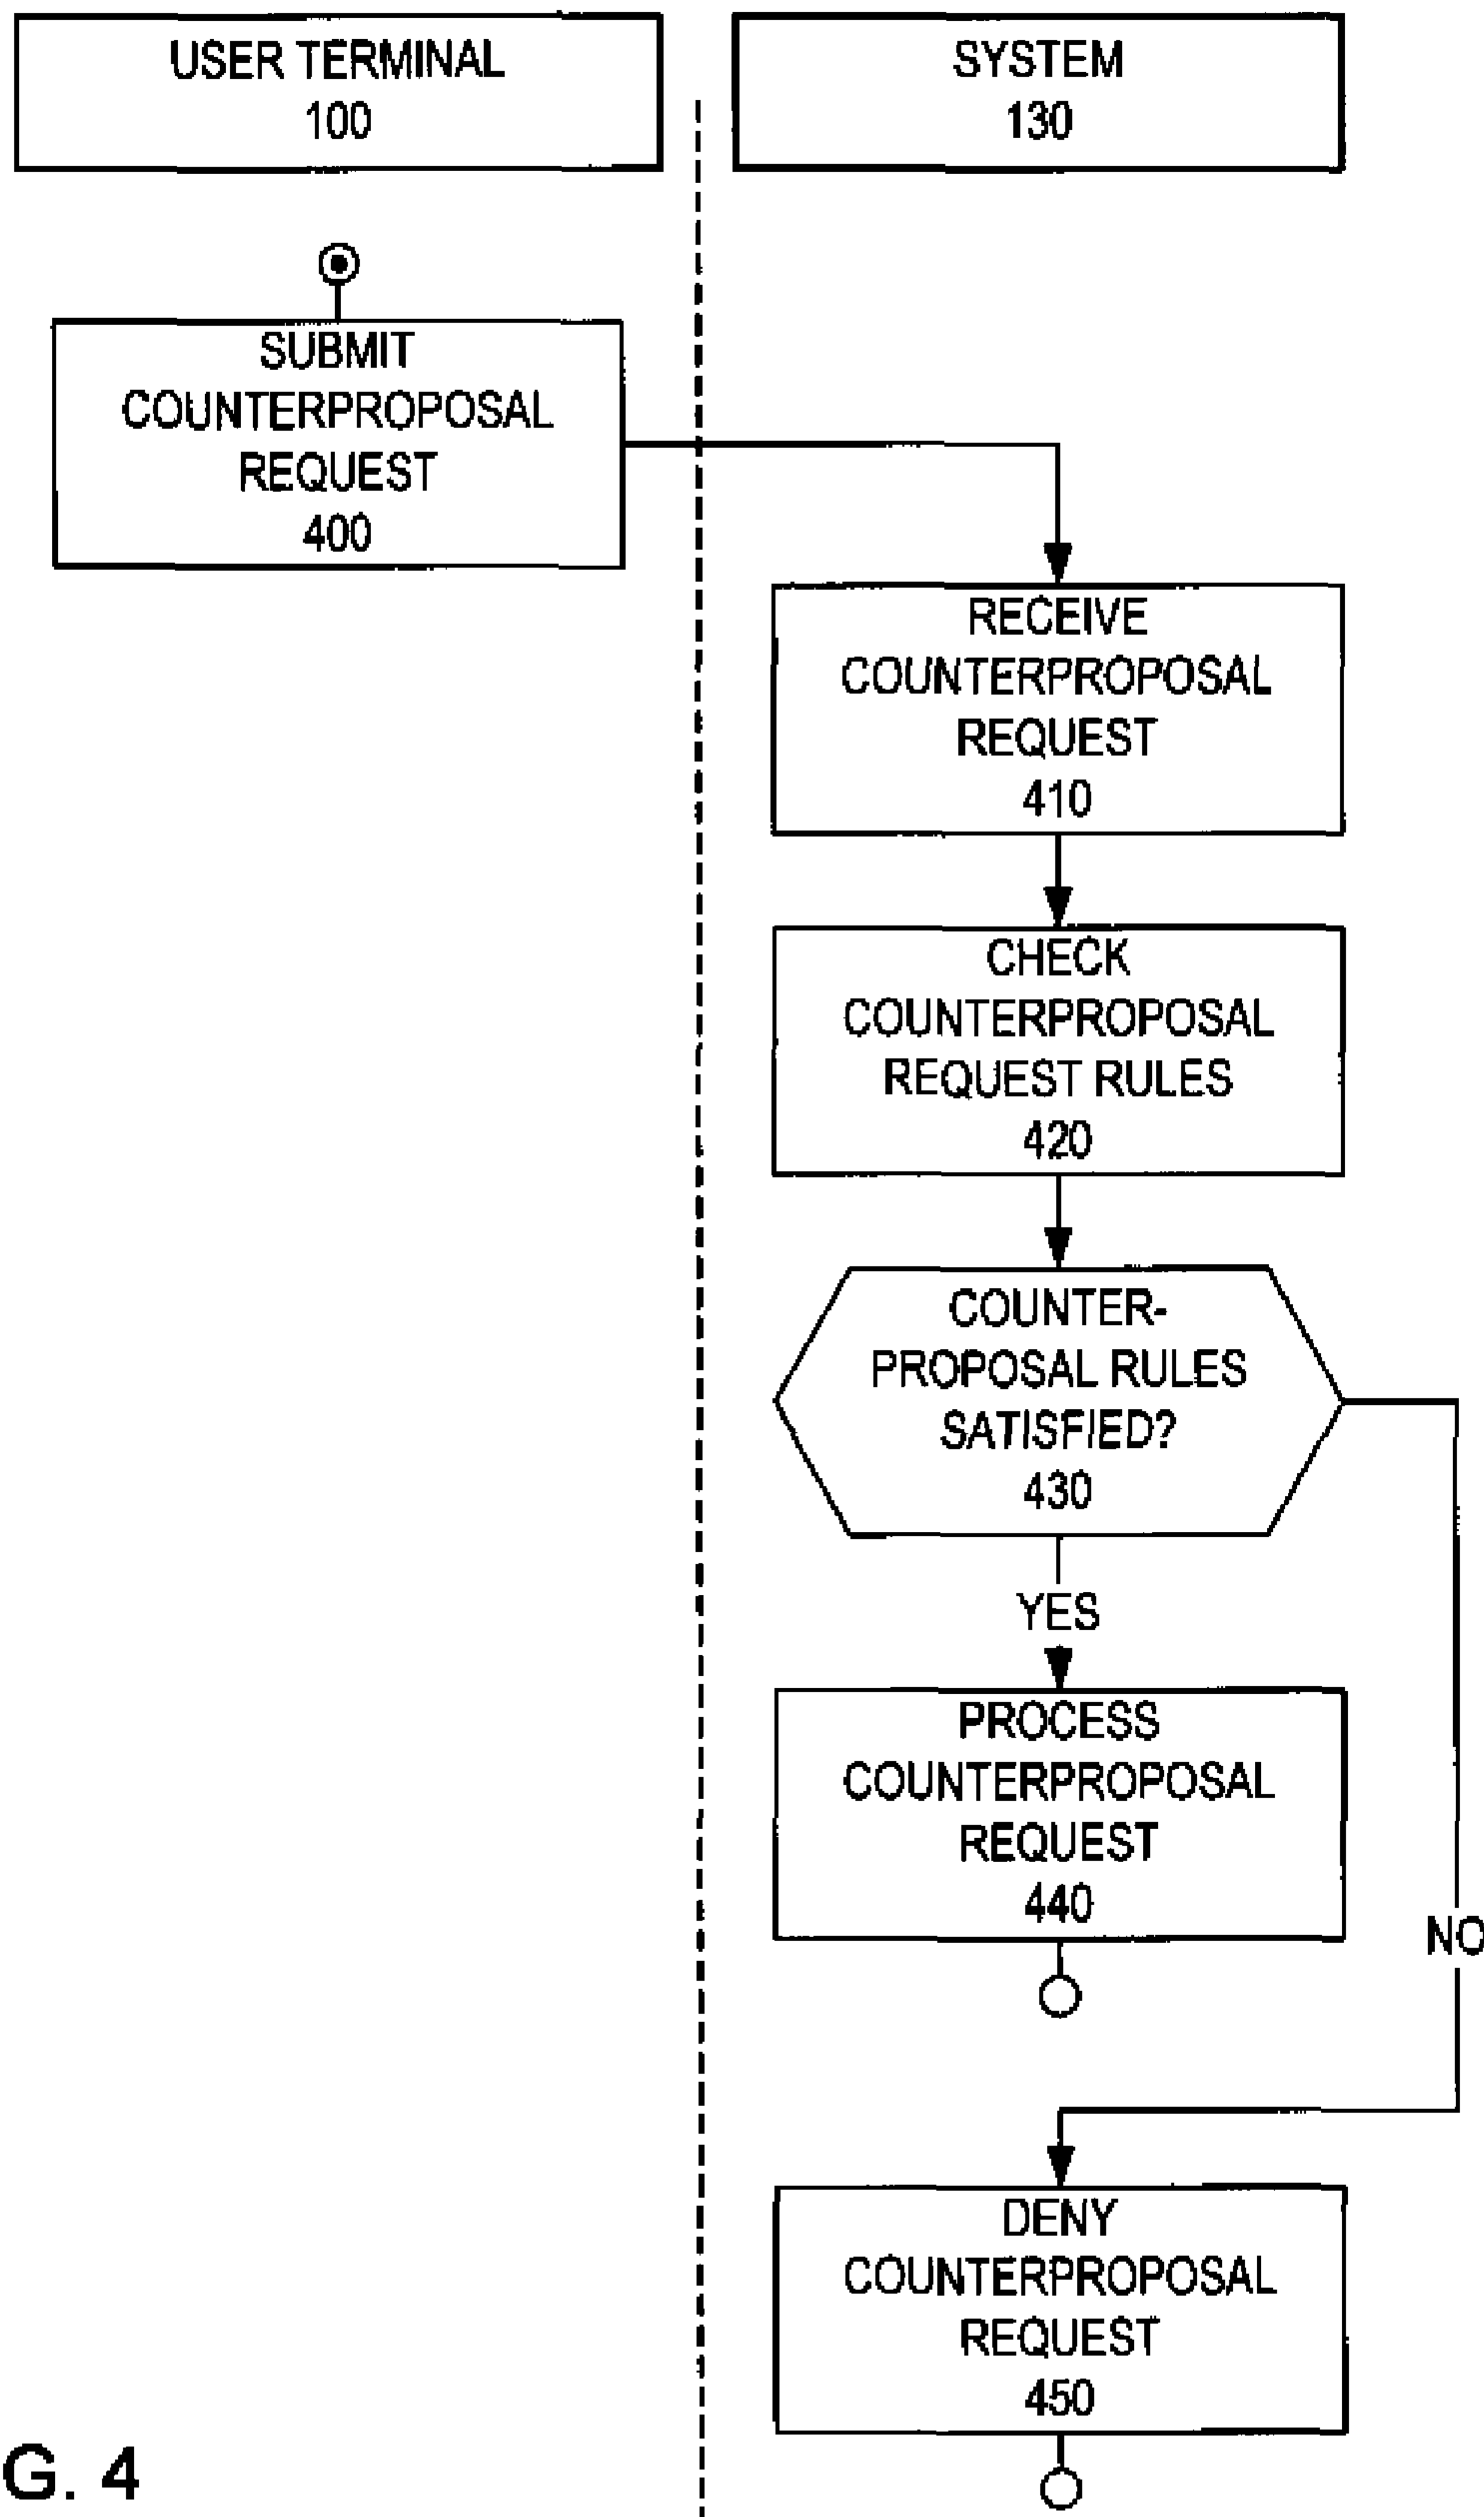 USER TERMINAL
100
SYSTEM
130
SUBMIT
COUNTERPROPOSAL
REQUEST
400
RECEIVE
COUNTERPROPOSAL
REQUEST
410
CHECK
COUNTERPROPOSAL
REQUEST RULES
420
COUNTER-
PROPOSAL RULES
SATISFIED?
430
YES
PROCESS
COUNTERPROPOSAL
REQUEST
440
NO
DENY
COUNTERPROPOSAL
REQUEST
450
G. 4